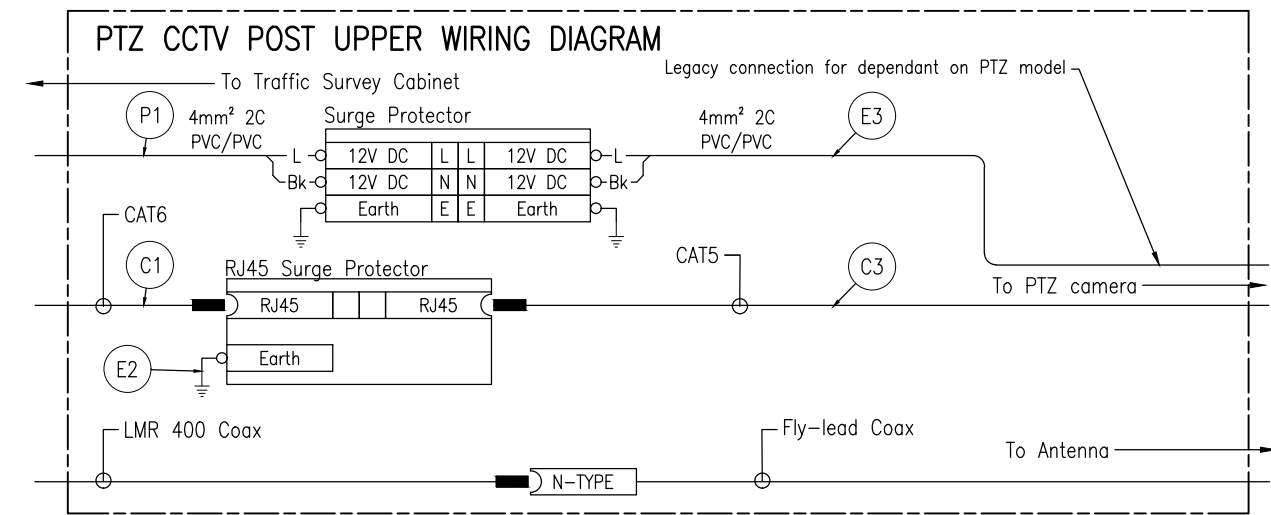 PTZ CCTV POST UPPER WIRING DIAGRAM
To Traffic Survey Cabinet
Legacy connection for dependant on PTZ model
P1
4mm² 2C
PVC/PVC
Surge Protector
4mm² 2C
PVC/PVC
E3
L 12V DC L L 12V DC L
Bk 12V DC N N 12V DC Bk
Earth E E Earth
CAT6
C1
RJ45 Surge Protector
CAT5
C3
To PTZ camera
RJ45 RJ45
E2
Earth
LMR 400 Coax
Fly-lead Coax
To Antenna
N-TYPE